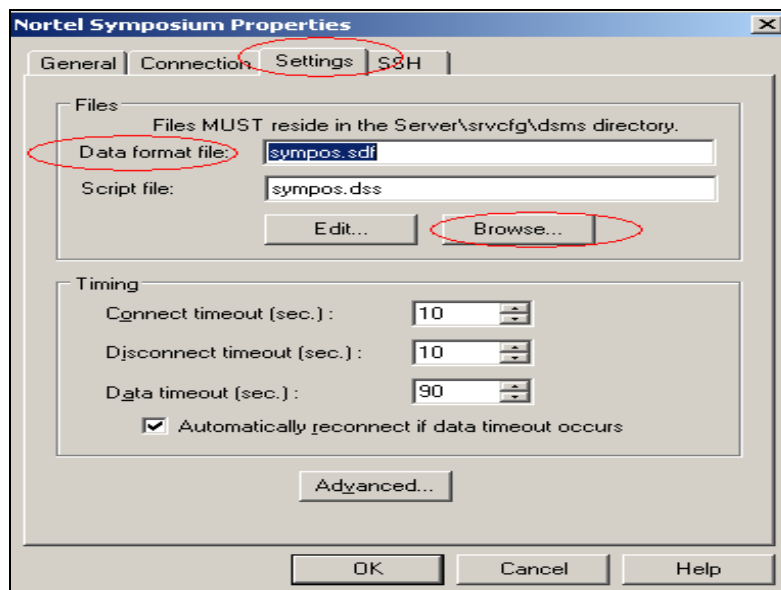 Nortel Symposium Properties
General Connection Settings SSH
Files
Files MUST reside in the Server\srvcfg\dsms directory.
Data format file: sympos.sdf
Script file: sympos.dss
Edit... Browse...
Timing
Connect timeout (sec.) : 10
Disconnect timeout (sec.) : 10
Data timeout (sec.) : 90
Automatically reconnect if data timeout occurs
Advanced...
OK Cancel Help